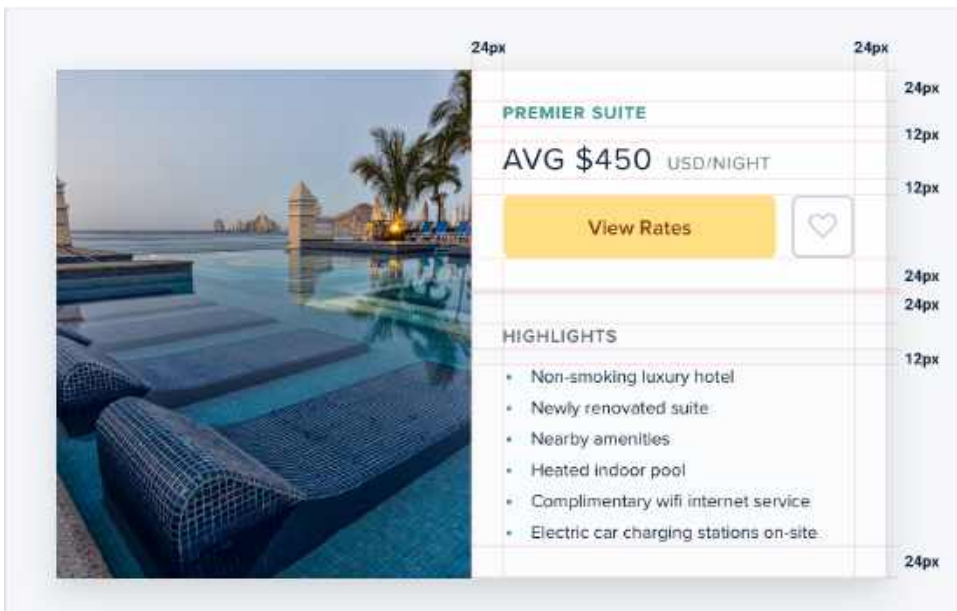 24px 24px
24px
PREMIER SUITE
12px
AVG $450 USD/NIGHT
12px
View Rates
24px
24px
HIGHLIGHTS
12px
Non-smoking luxury hotel
Newly renovated suite
Nearby amenities
Heated indoor pool
Complimentary wifi internet service
Electric car charging stations on-site
24px